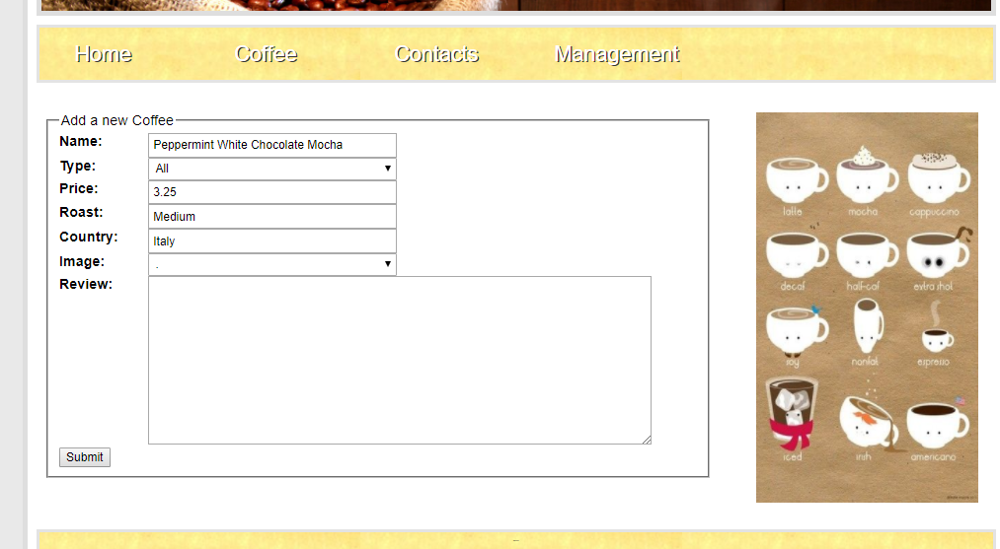 Home Coffee Contacts Management
Add a new Coffee
Name: Peppermint White Chocolate Mocha
Type: All
Price: 3.25
Roast: Medium
Country: Italy
Image: .
Review:
Submit
latte mocha cappuccino
decaf half-caf extra shot
soy nonfat espresso
iced irish americano